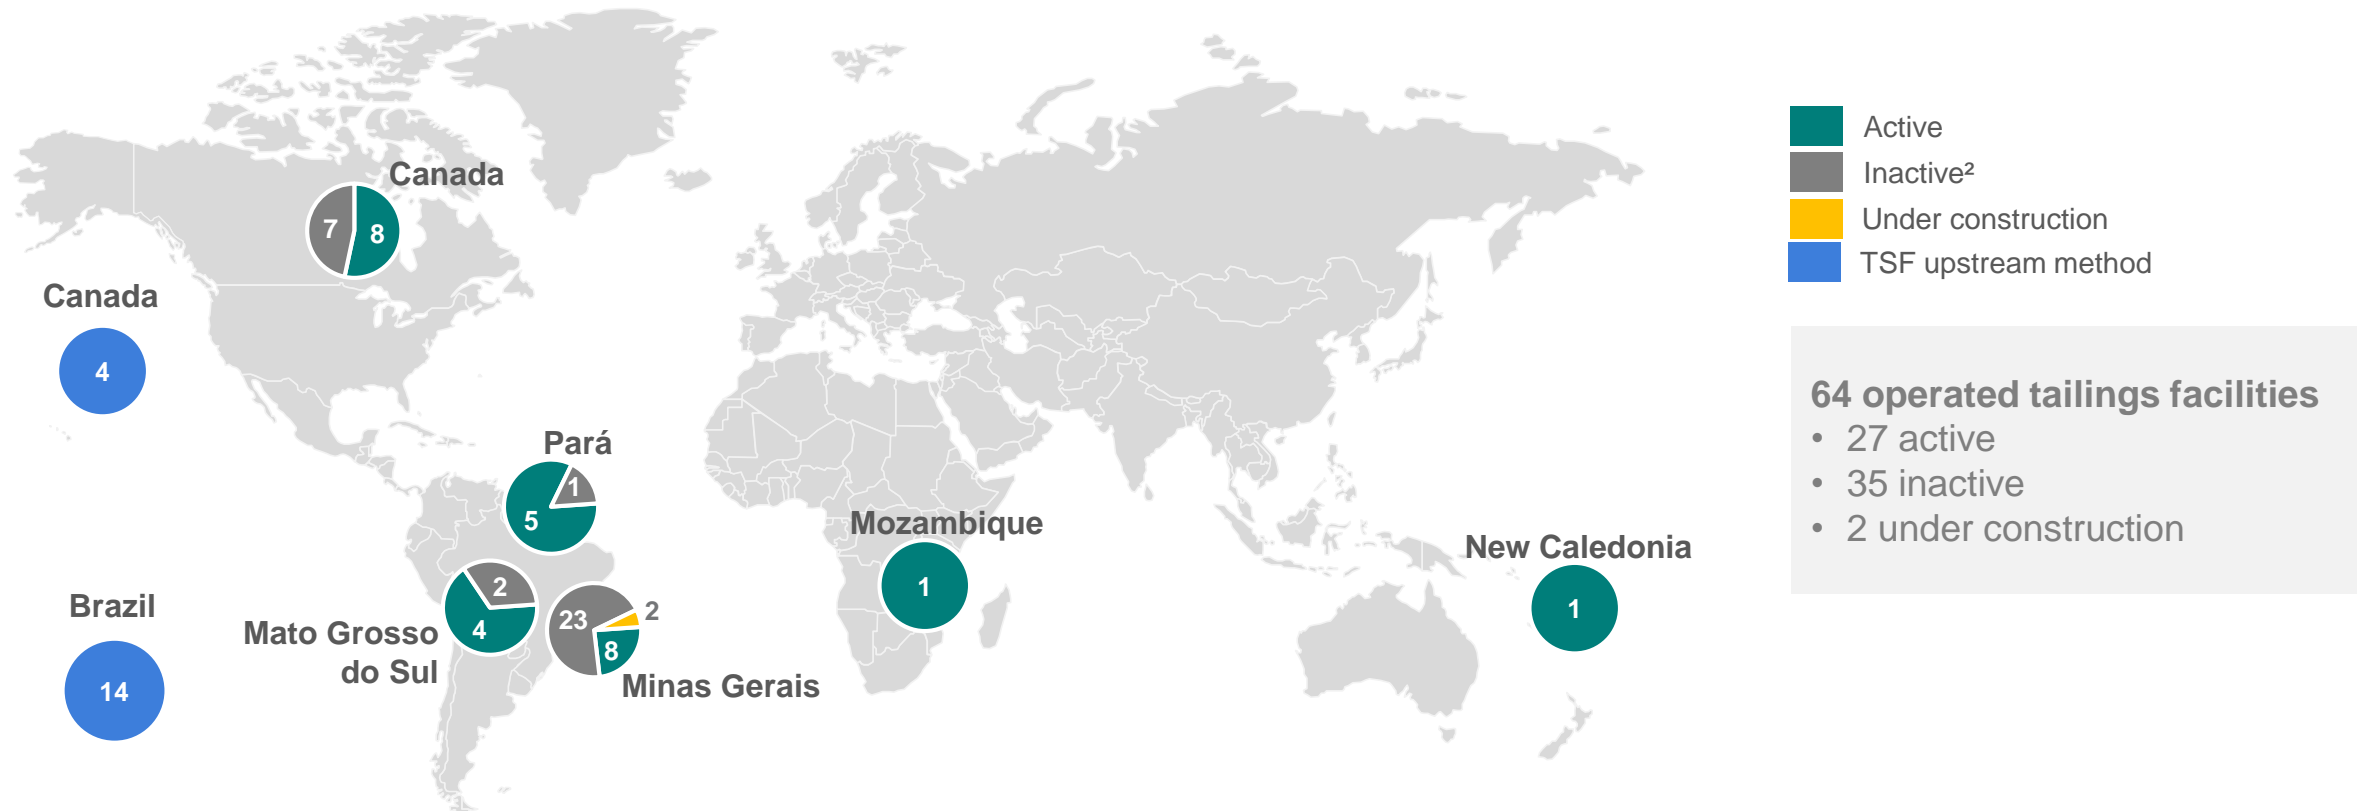 Canada
7
8
Canada
4
Pará
1
5
Mozambique
1
New Caledonia
1
Brazil
14
2
4
Mato Grosso
do Sul
23
2
8
Minas Gerais
Active
Inactive²
Under construction
TSF upstream method
64 operated tailings facilities
• 27 active
• 35 inactive
• 2 under construction